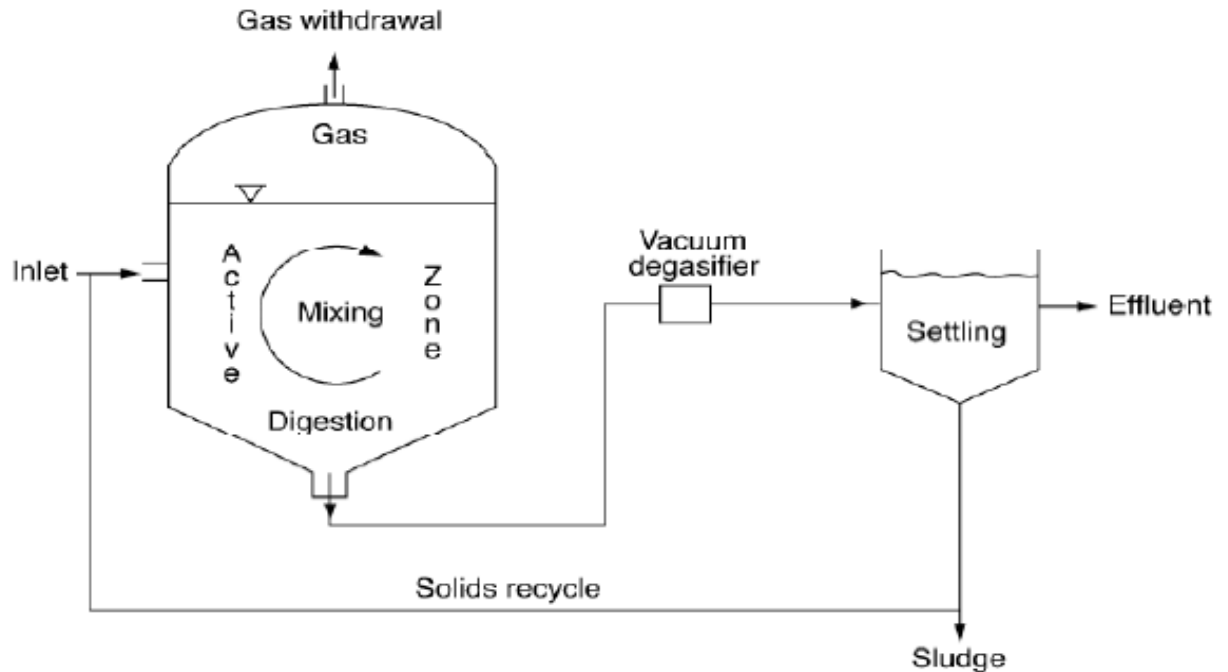 Gas withdrawal
Gas
Inlet
Active
Mixing
Zone
Digestion
Vacuum
degasifier
Settling
Effluent
Solids recycle
Sludge